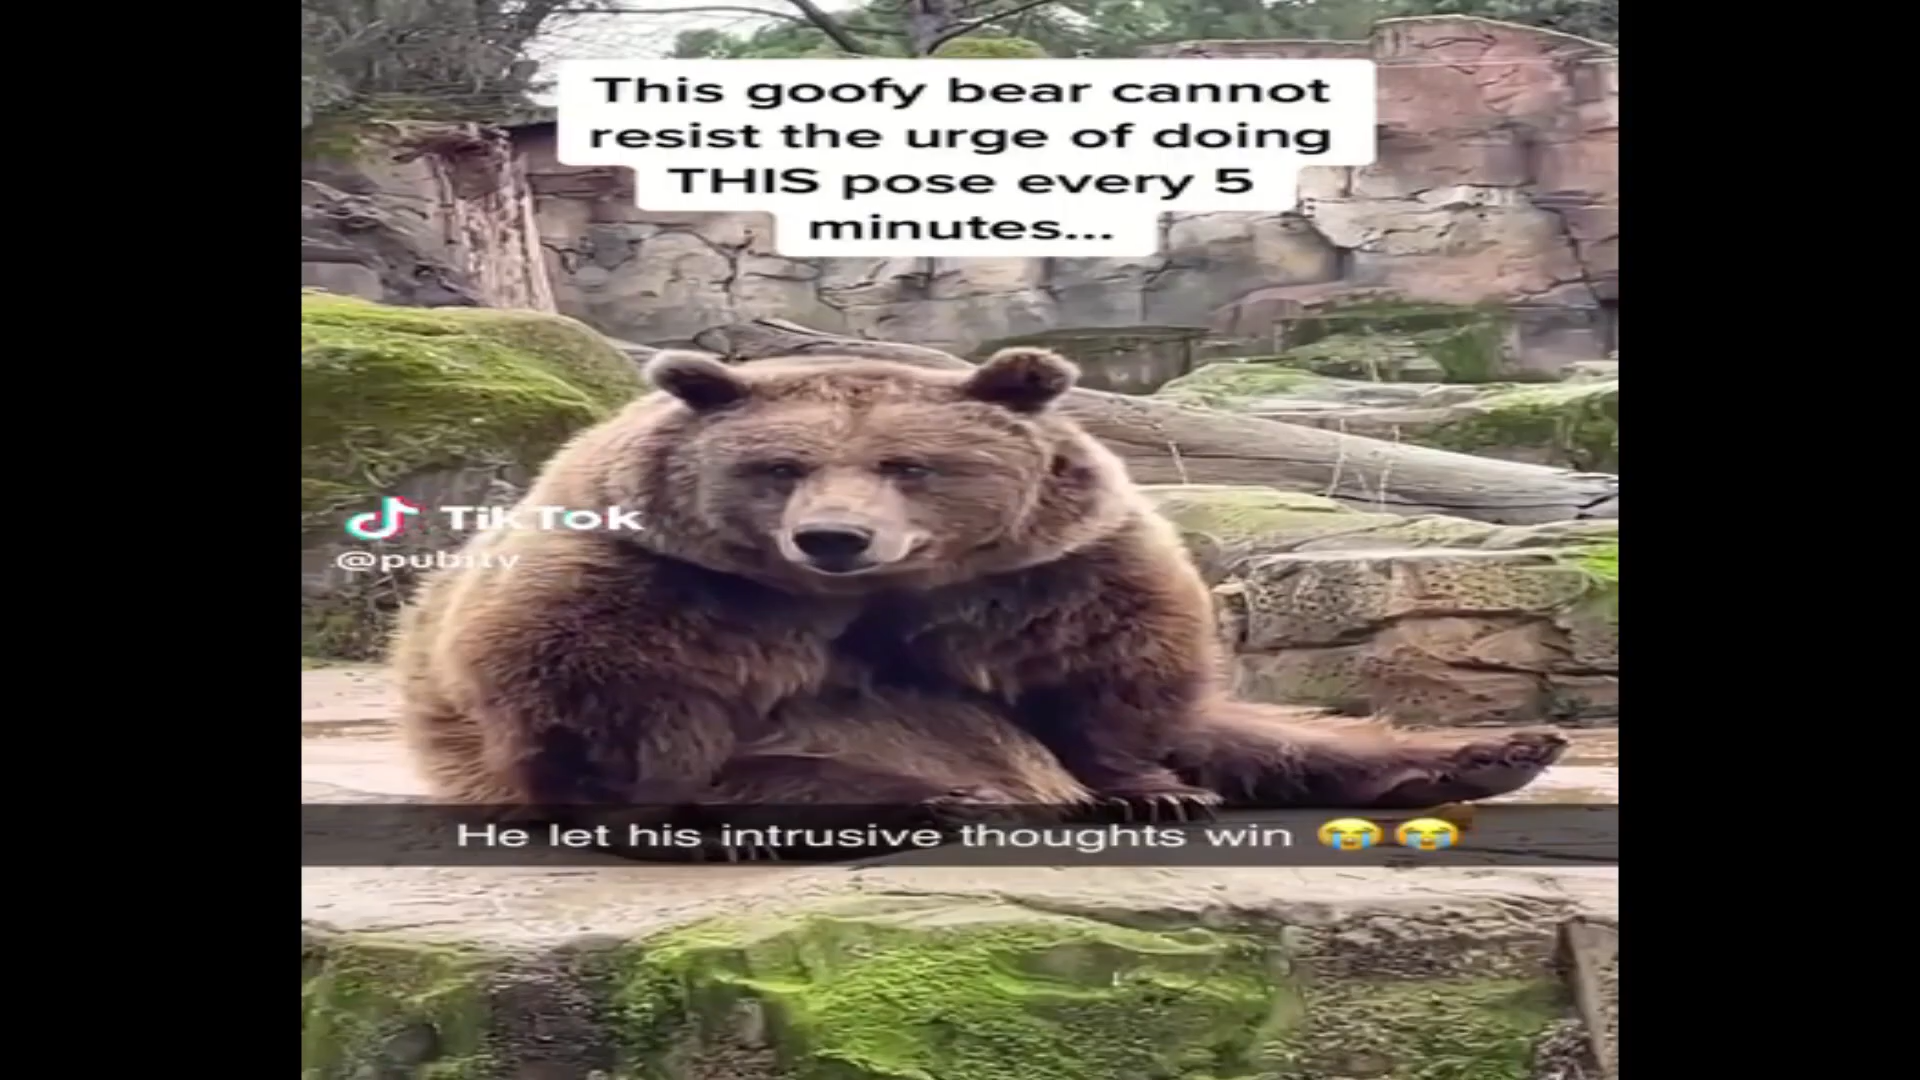 This goofy bear cannot
resist the urge of doing
THIS pose every 5
minutes...
TikTok
@pubity
He let his intrusive thoughts win 😭😭